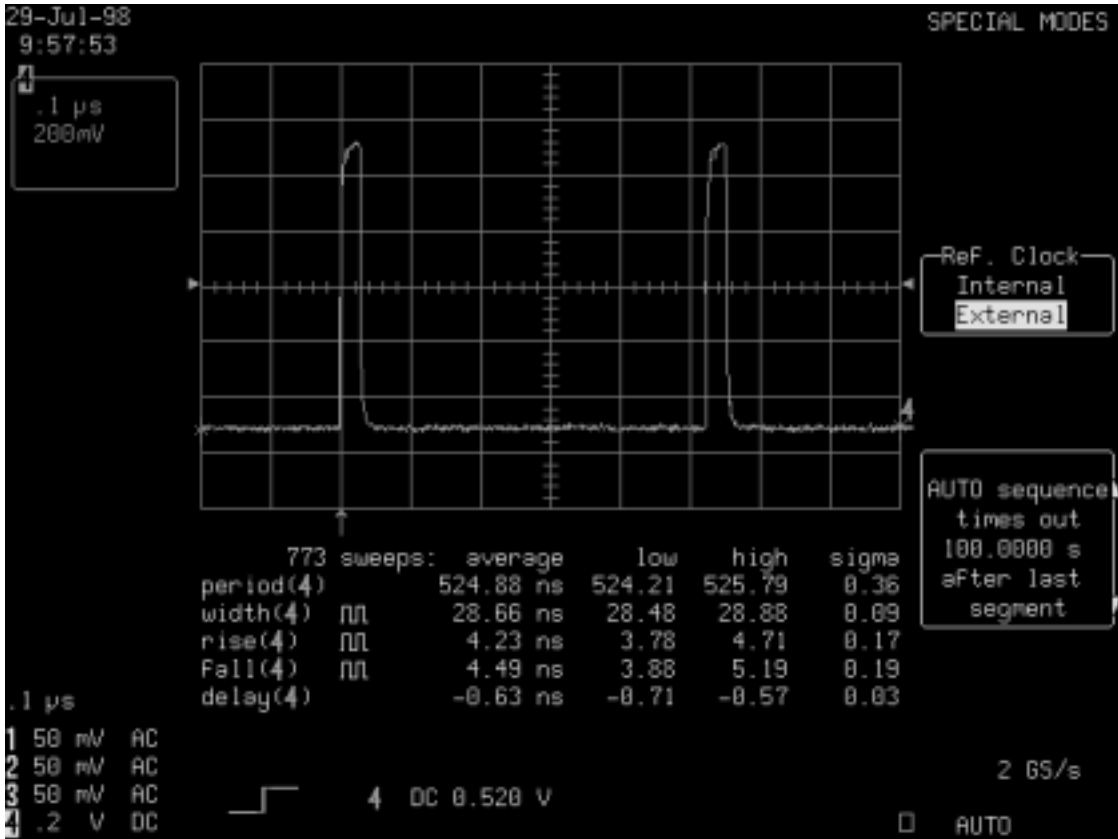 29-Jul-98
9:57:53
SPECIAL MODES
4
.1 µs
200mV
ReF. Clock
Internal
External
4
AUTO sequence
times out
100.0000 s
aFter last
segment
773 sweeps: average low high sigma
period(4) 524.88 ns 524.21 525.79 0.36
width(4) 28.66 ns 28.48 28.88 0.09
rise(4) 4.23 ns 3.78 4.71 0.17
Fall(4) 4.49 ns 3.88 5.19 0.19
delay(4) -0.63 ns -0.71 -0.57 0.03
.1 µs
1 50 mV AC
2 50 mV AC
3 50 mV AC
4 .2 V DC
4 DC 0.520 V
2 GS/s
AUTO